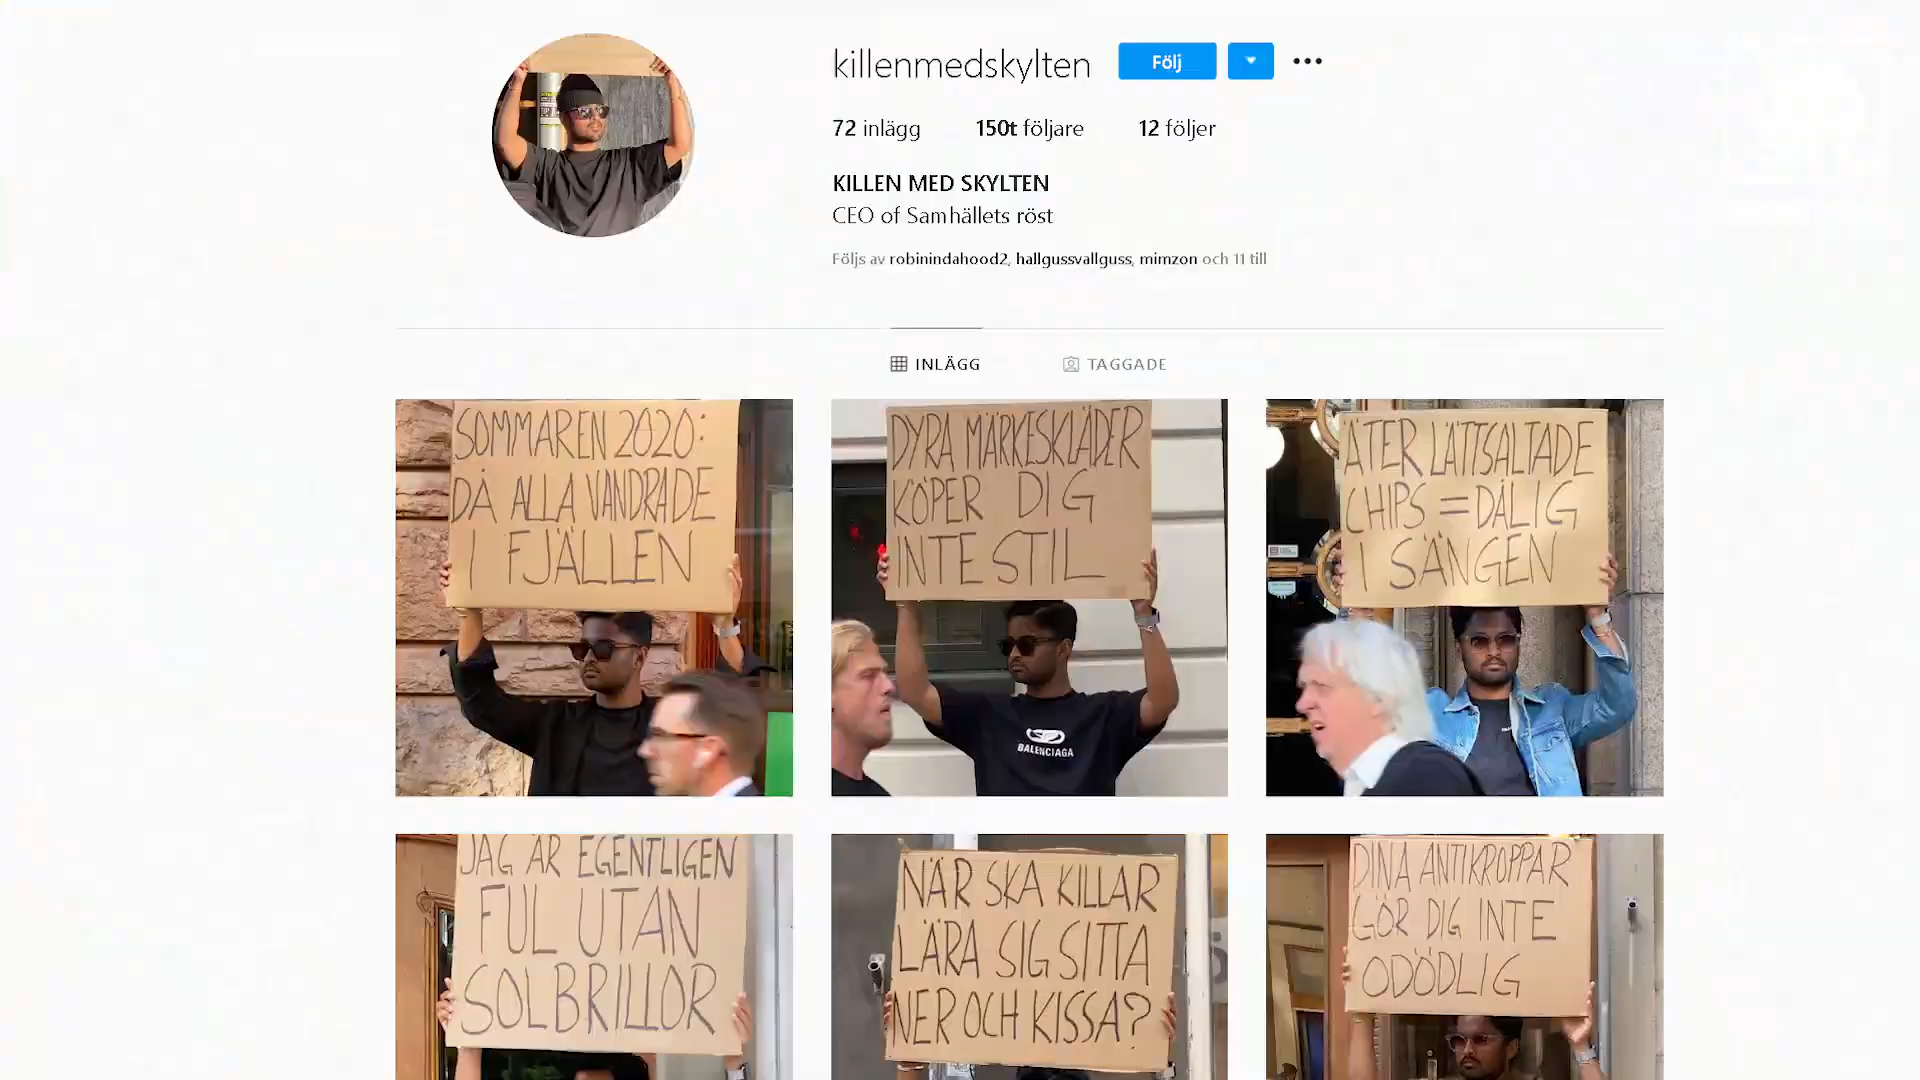 killenmedskylten
Följ
72 inlägg
150t följare
12 följer
KILLEN MED SKYLTEN
CEO of Samhällets röst
Följs av robinindahood2, hallgussvallguss, mimzon och 11 till
INLÄGG
TAGGADE
SOMMAREN 2020:
DÅ ALLA VANDRADE
I FJÄLLEN
DYRA MÄRKESKLÄDER
KÖPER DIG
INTE STIL
BALENCIAGA
ÄTER LÄTTSALTADE
CHIPS = DÅLIG
I SÄNGEN
JAG ÄR EGENTLIGEN
FUL UTAN
SOLBRILLOR
NÄR SKA KILLAR
LÄRA SIG SITTA
NER OCH KISSA?
DINA ANTIKROPPAR
GÖR DIG INTE
ODÖDLIG